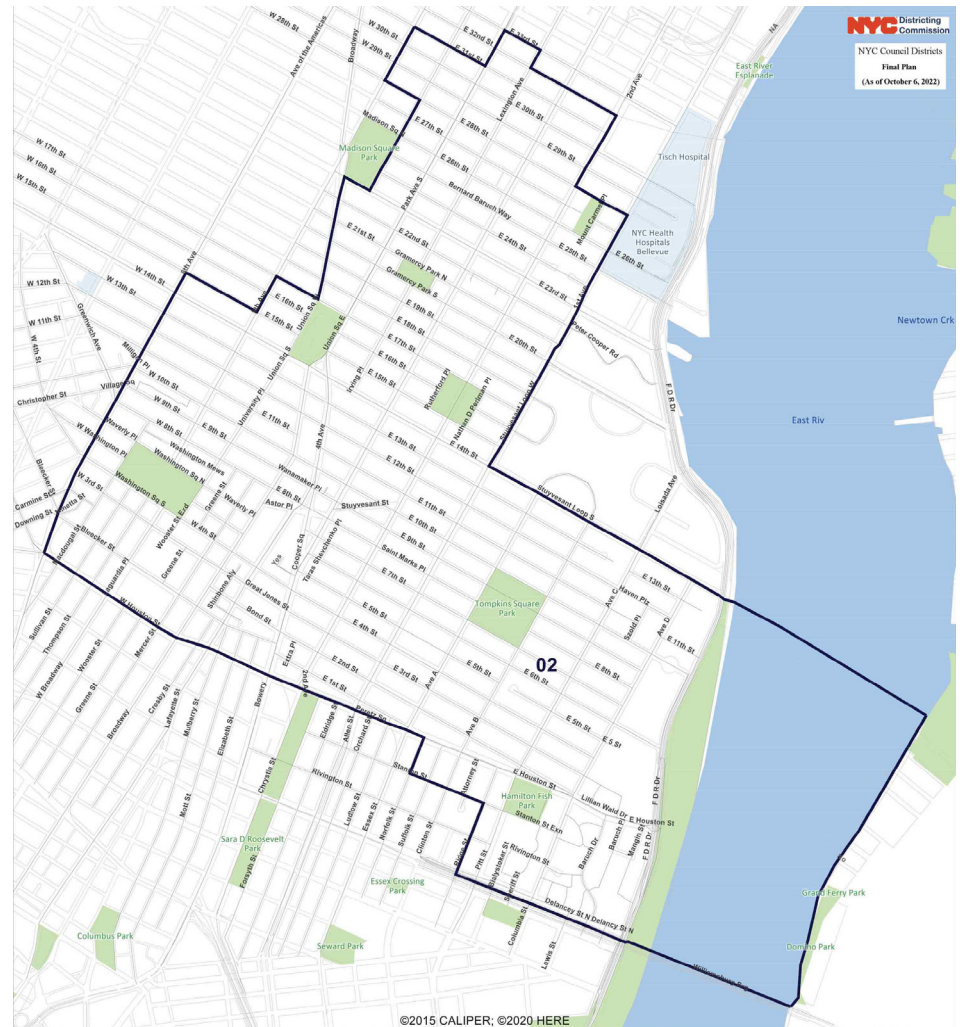 NYC Districting
Commission
NYC Council Districts
Final Plan
(As of October 6, 2022)
W 28th St
Ave of the Americas
Broadway
W 30th St
W 29th St
E 32nd St
E 33rd St
E 31st St
NA
East River
Esplanade
2nd Ave
Lexington Ave
E 30th St
E 28th St
E 27th St
E 29th St
Madison Square
Park
Tisch Hospital
W 17th St
W 16th St
W 15th St
E 26th St
Park Ave S
Bernard Baruch Way
Mount Carmel Pl
NYC Health
Hospitals
Bellevue
E 21st St
E 22nd St
E 24th St
E 25th St
E 26th St
Gramercy Park N
Gramercy Park S
E 23rd St
W 14th St
W 13th St
W 12th St
E 16th St
E 15th St
Union Sq
Union Sq E
Union Sq S
E 19th St
E 18th St
E 17th St
E 16th St
E 15th St
1st Ave
E 20th St
Peter Cooper Rd
Newtown Crk
W 11th St
W 4th St
Greenwich Ave
Milligan Pl
Village Sq
Christopher St
W 10th St
W 9th St
W 8th St
E 9th St
University Pl
E 11th St
Irving Pl
4th Ave
Rutherford Pl
Nathan D Perlman Pl
Stuyvesant Loop W
F D R Dr
East Riv
E 14th St
E 13th St
E 12th St
Waverly Pl
W Washington Pl
Washington Mews
Washington Sq N
Washington Sq S
Wanamaker Pl
E 8th St
Astor Pl
Stuyvesant St
Stuyvesant Loop S
Loisada Ave
Bleecker St
Carmine St
Downing St
W 3rd St
W 4th St
Greene St
Waverly Pl
Cooper Sq
Taras Shevchenko Pl
E 11th St
E 10th St
E 9th St
Saint Marks Pl
E 7th St
Macdougal St
Bleecker St
Greene St
Shinbone Aly
Great Jones St
Bond St
Tompkins Square
Park
E 13th St
Haven Plz
Ave C
Szold Pl
Ave D
E 11th St
Sullivan St
Thompson St
W Broadway
Wooster St
Greene St
Mercer St
W Houston St
Extra Pl
2nd Ave
E 5th St
E 4th St
E 3rd St
E 2nd St
E 1st St
Ave A
Ave B
02
E 6th St
E 8th St
E 5th St
E 5 St
Broadway
Crosby St
Lafayette St
Mulberry St
Elizabeth St
Bowery
Peretz Sq
Mott St
Chrystie St
Forsyth St
Eldridge St
Allen St
Orchard St
Stanton St
Rivington St
Ludlow St
Essex St
Norfolk St
Suffolk St
Clinton St
Attorney St
Ridge St
E Houston St
Hamilton Fish
Park
Lillian Wald Dr
E Houston St
Stanton St Exn
Rivington St
Pitt St
Bialystoker St
Sheriff St
Baruch Dr
Baruch Pl
Mangin St
F D R Dr
F D R Dr
Sara D Roosevelt
Park
Essex Crossing
Park
Delancey St N
Delancy St N
Columbia St
Lewis St
Williamsburg Brg
Grand Ferry Park
Domino Park
Columbus Park
Seward Park
©2015 CALIPER; ©2020 HERE